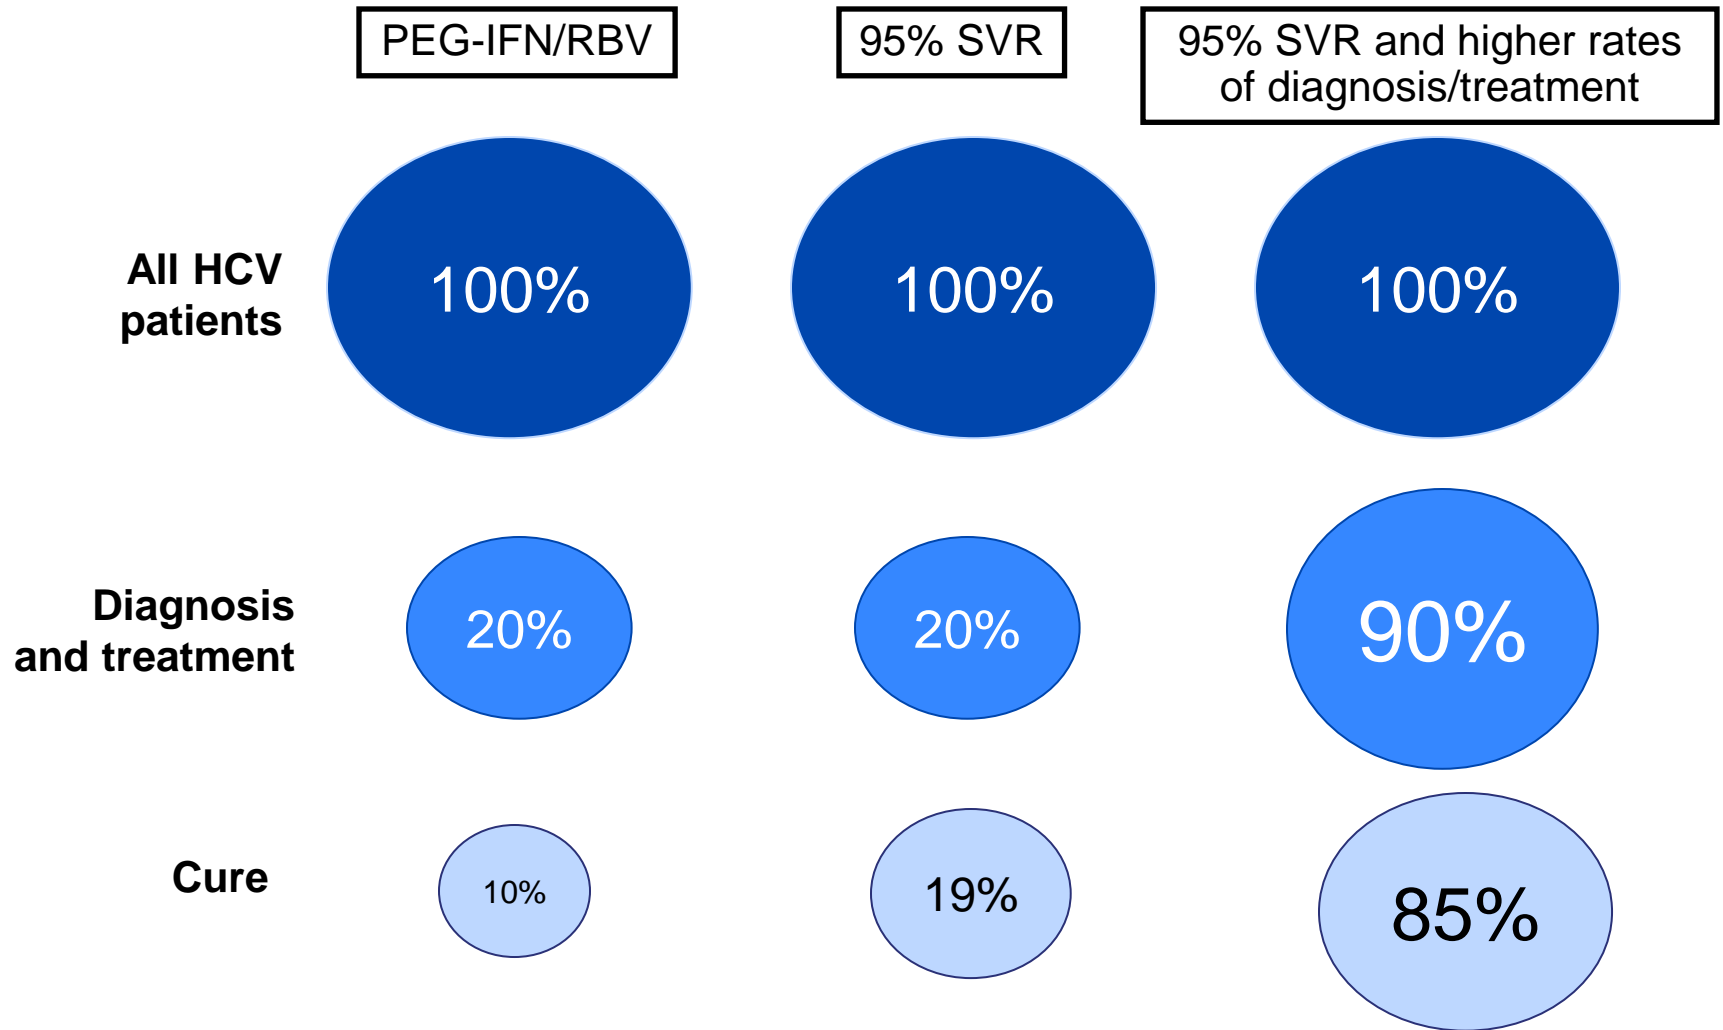 PEG-IFN/RBV
95% SVR
95% SVR and higher rates
of diagnosis/treatment
All HCV
patients
100%
100%
100%
Diagnosis
and treatment
20%
20%
90%
Cure
10%
19%
85%